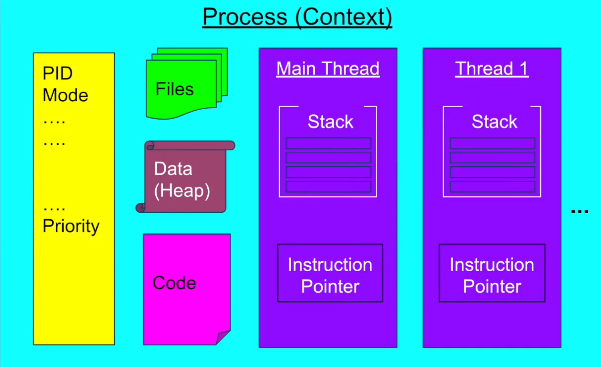 Process (Context)
PID
Mode
....
....
....
Priority
Files
Data
(Heap)
Code
Main Thread
Stack
Instruction
Pointer
Thread 1
Stack
Instruction
Pointer
...